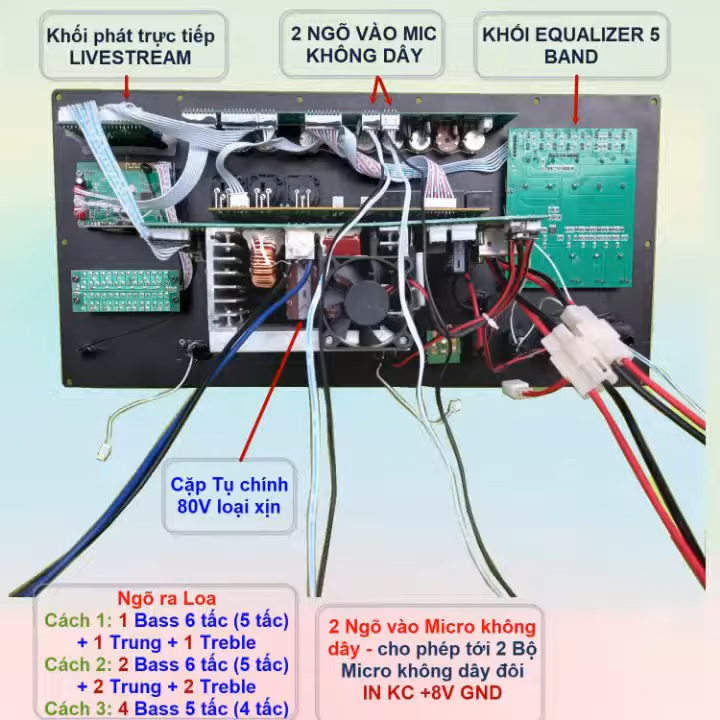 Khối phát trực tiếp
LIVESTREAM
2 NGÕ VÀO MIC
KHÔNG DÂY
KHỐI EQUALIZER 5
BAND
Cặp Tụ chính
80V loại xịn
Ngõ ra Loa
Cách 1: 1 Bass 6 tấc (5 tấc)
+ 1 Trung + 1 Treble
Cách 2: 2 Bass 6 tấc (5 tấc)
+ 2 Trung + 2 Treble
Cách 3: 4 Bass 5 tấc (4 tấc)
2 Ngõ vào Micro không
dây - cho phép tới 2 Bộ
Micro không dây đôi
IN KC +8V GND